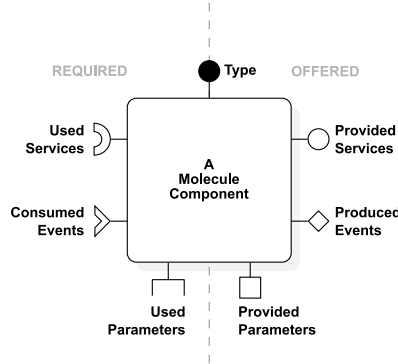 REQUIRED
Type
OFFERED
Used
Services
Provided
Services
A
Molecule
Component
Consumed
Events
Produced
Events
Used
Parameters
Provided
Parameters